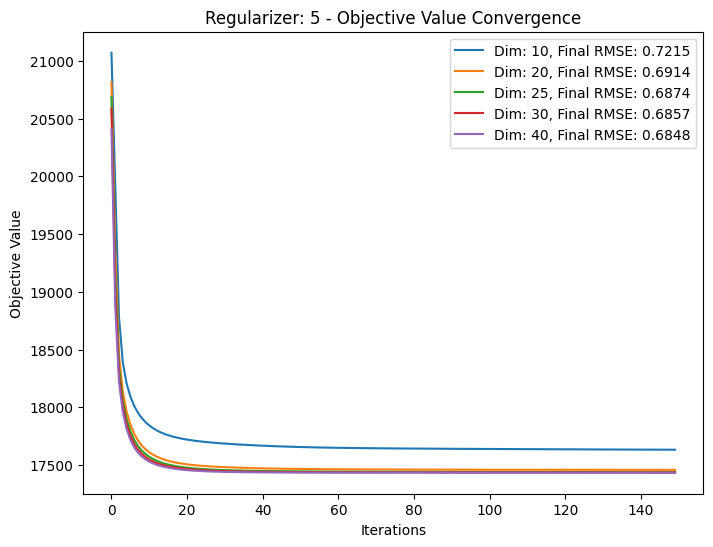 Regularizer: 5 - Objective Value Convergence
Dim: 10, Final RMSE: 0.7215
Dim: 20, Final RMSE: 0.6914
Dim: 25, Final RMSE: 0.6874
Dim: 30, Final RMSE: 0.6857
Dim: 40, Final RMSE: 0.6848
Objective Value
21000
20500
20000
19500
19000
18500
18000
17500
0 20 40 60 80 100 120 140
Iterations